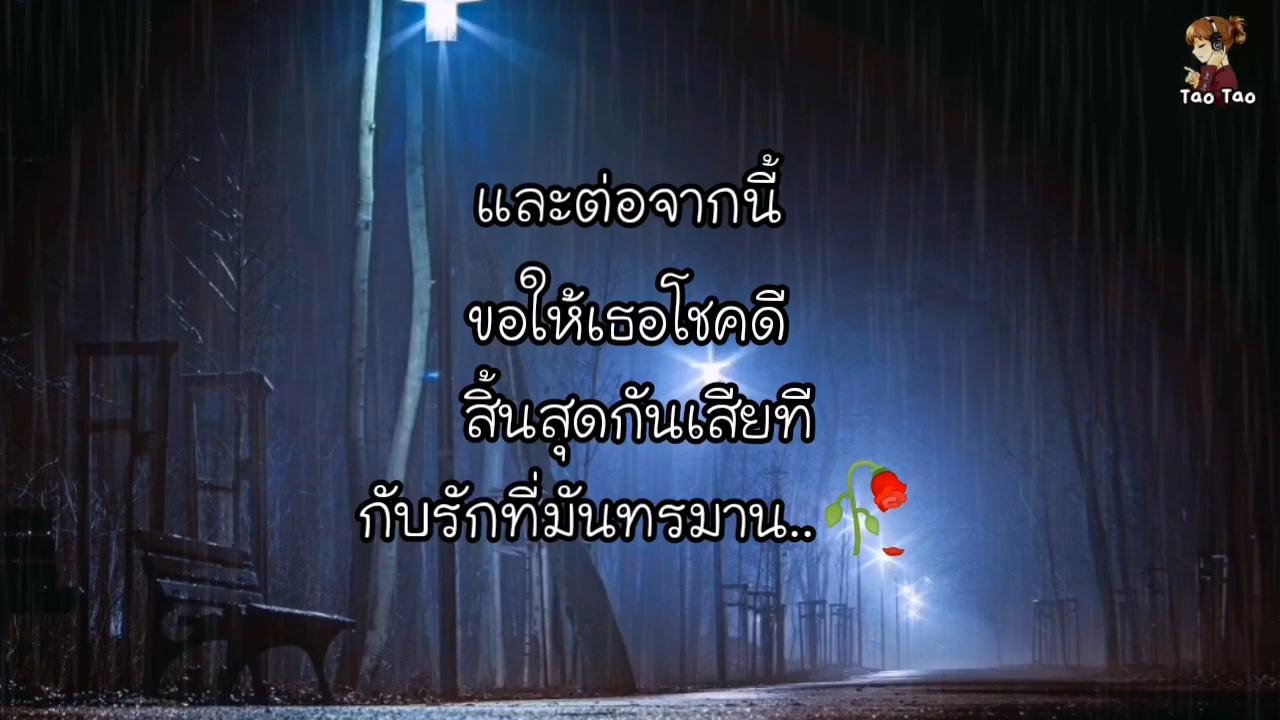 Tao Tao
และต่อจากนี้
ขอให้เธอโชคดี
สิ้นสุดกันเสียที
กับรักที่มันทรมาน..🥀